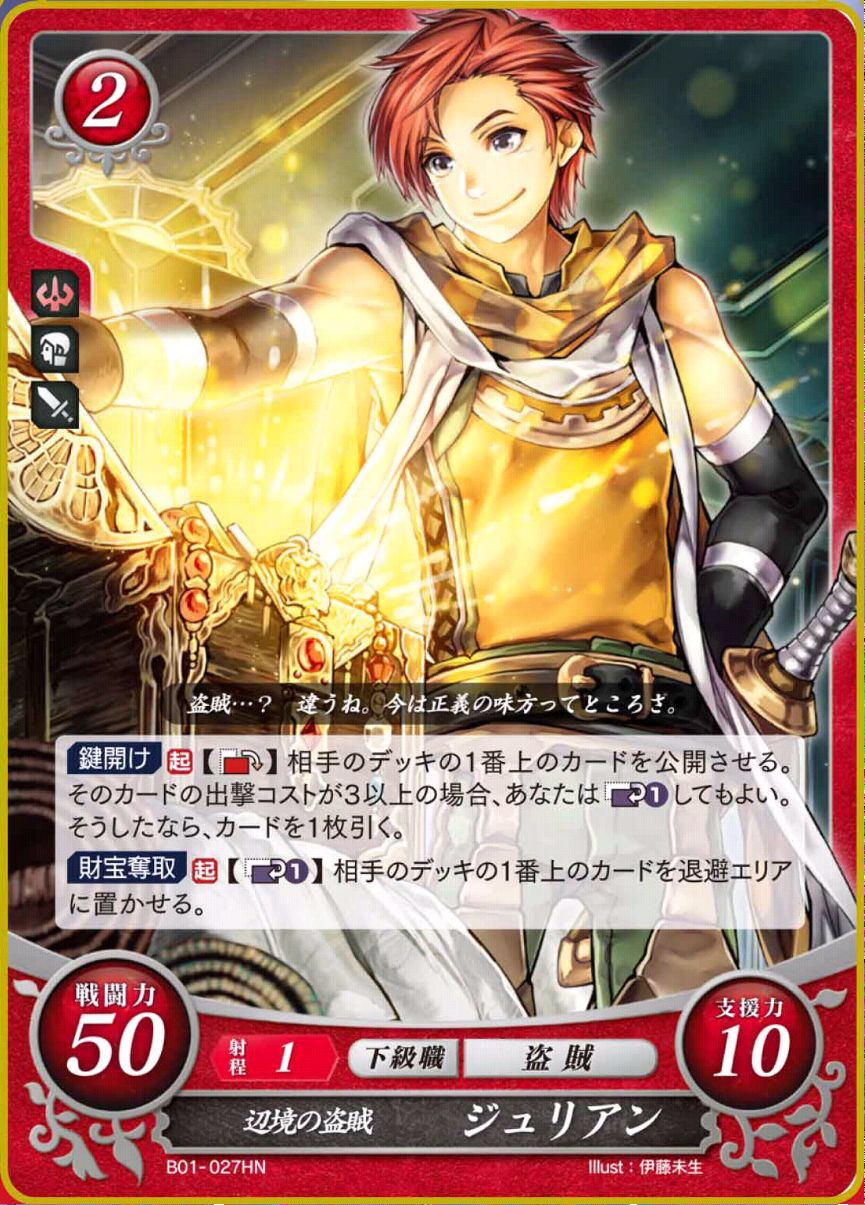 2
盗賊…?　違うね。今は正義の味方ってところさ。
鍵開け 起【】相手のデッキの1番上のカードを公開させる。
そのカードの出撃コストが3以上の場合、あなたは1してもよい。
そうしたなら、カードを1枚引く。
財宝奪取 起【1】相手のデッキの1番上のカードを退避エリア
に置かせる。
戦闘力
50
射程 1
下級職
盗賊
支援力
10
辺境の盗賊 ジュリアン
B01-027HN
Illust：伊藤未生